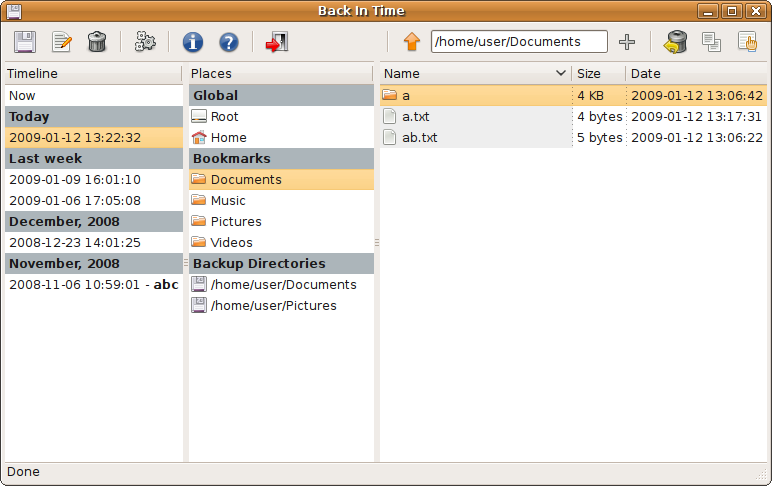 Back In Time
/home/user/Documents
Timeline
Now
Today
2009-01-12 13:22:32
Last week
2009-01-09 16:01:10
2009-01-06 17:05:08
December, 2008
2008-12-23 14:01:25
November, 2008
2008-11-06 10:59:01 - abc
Places
Global
Root
Home
Bookmarks
Documents
Music
Pictures
Videos
Backup Directories
/home/user/Documents
/home/user/Pictures
Name Size Date
a 4 KB 2009-01-12 13:06:42
a.txt 4 bytes 2009-01-12 13:17:31
ab.txt 5 bytes 2009-01-12 13:06:22
Done